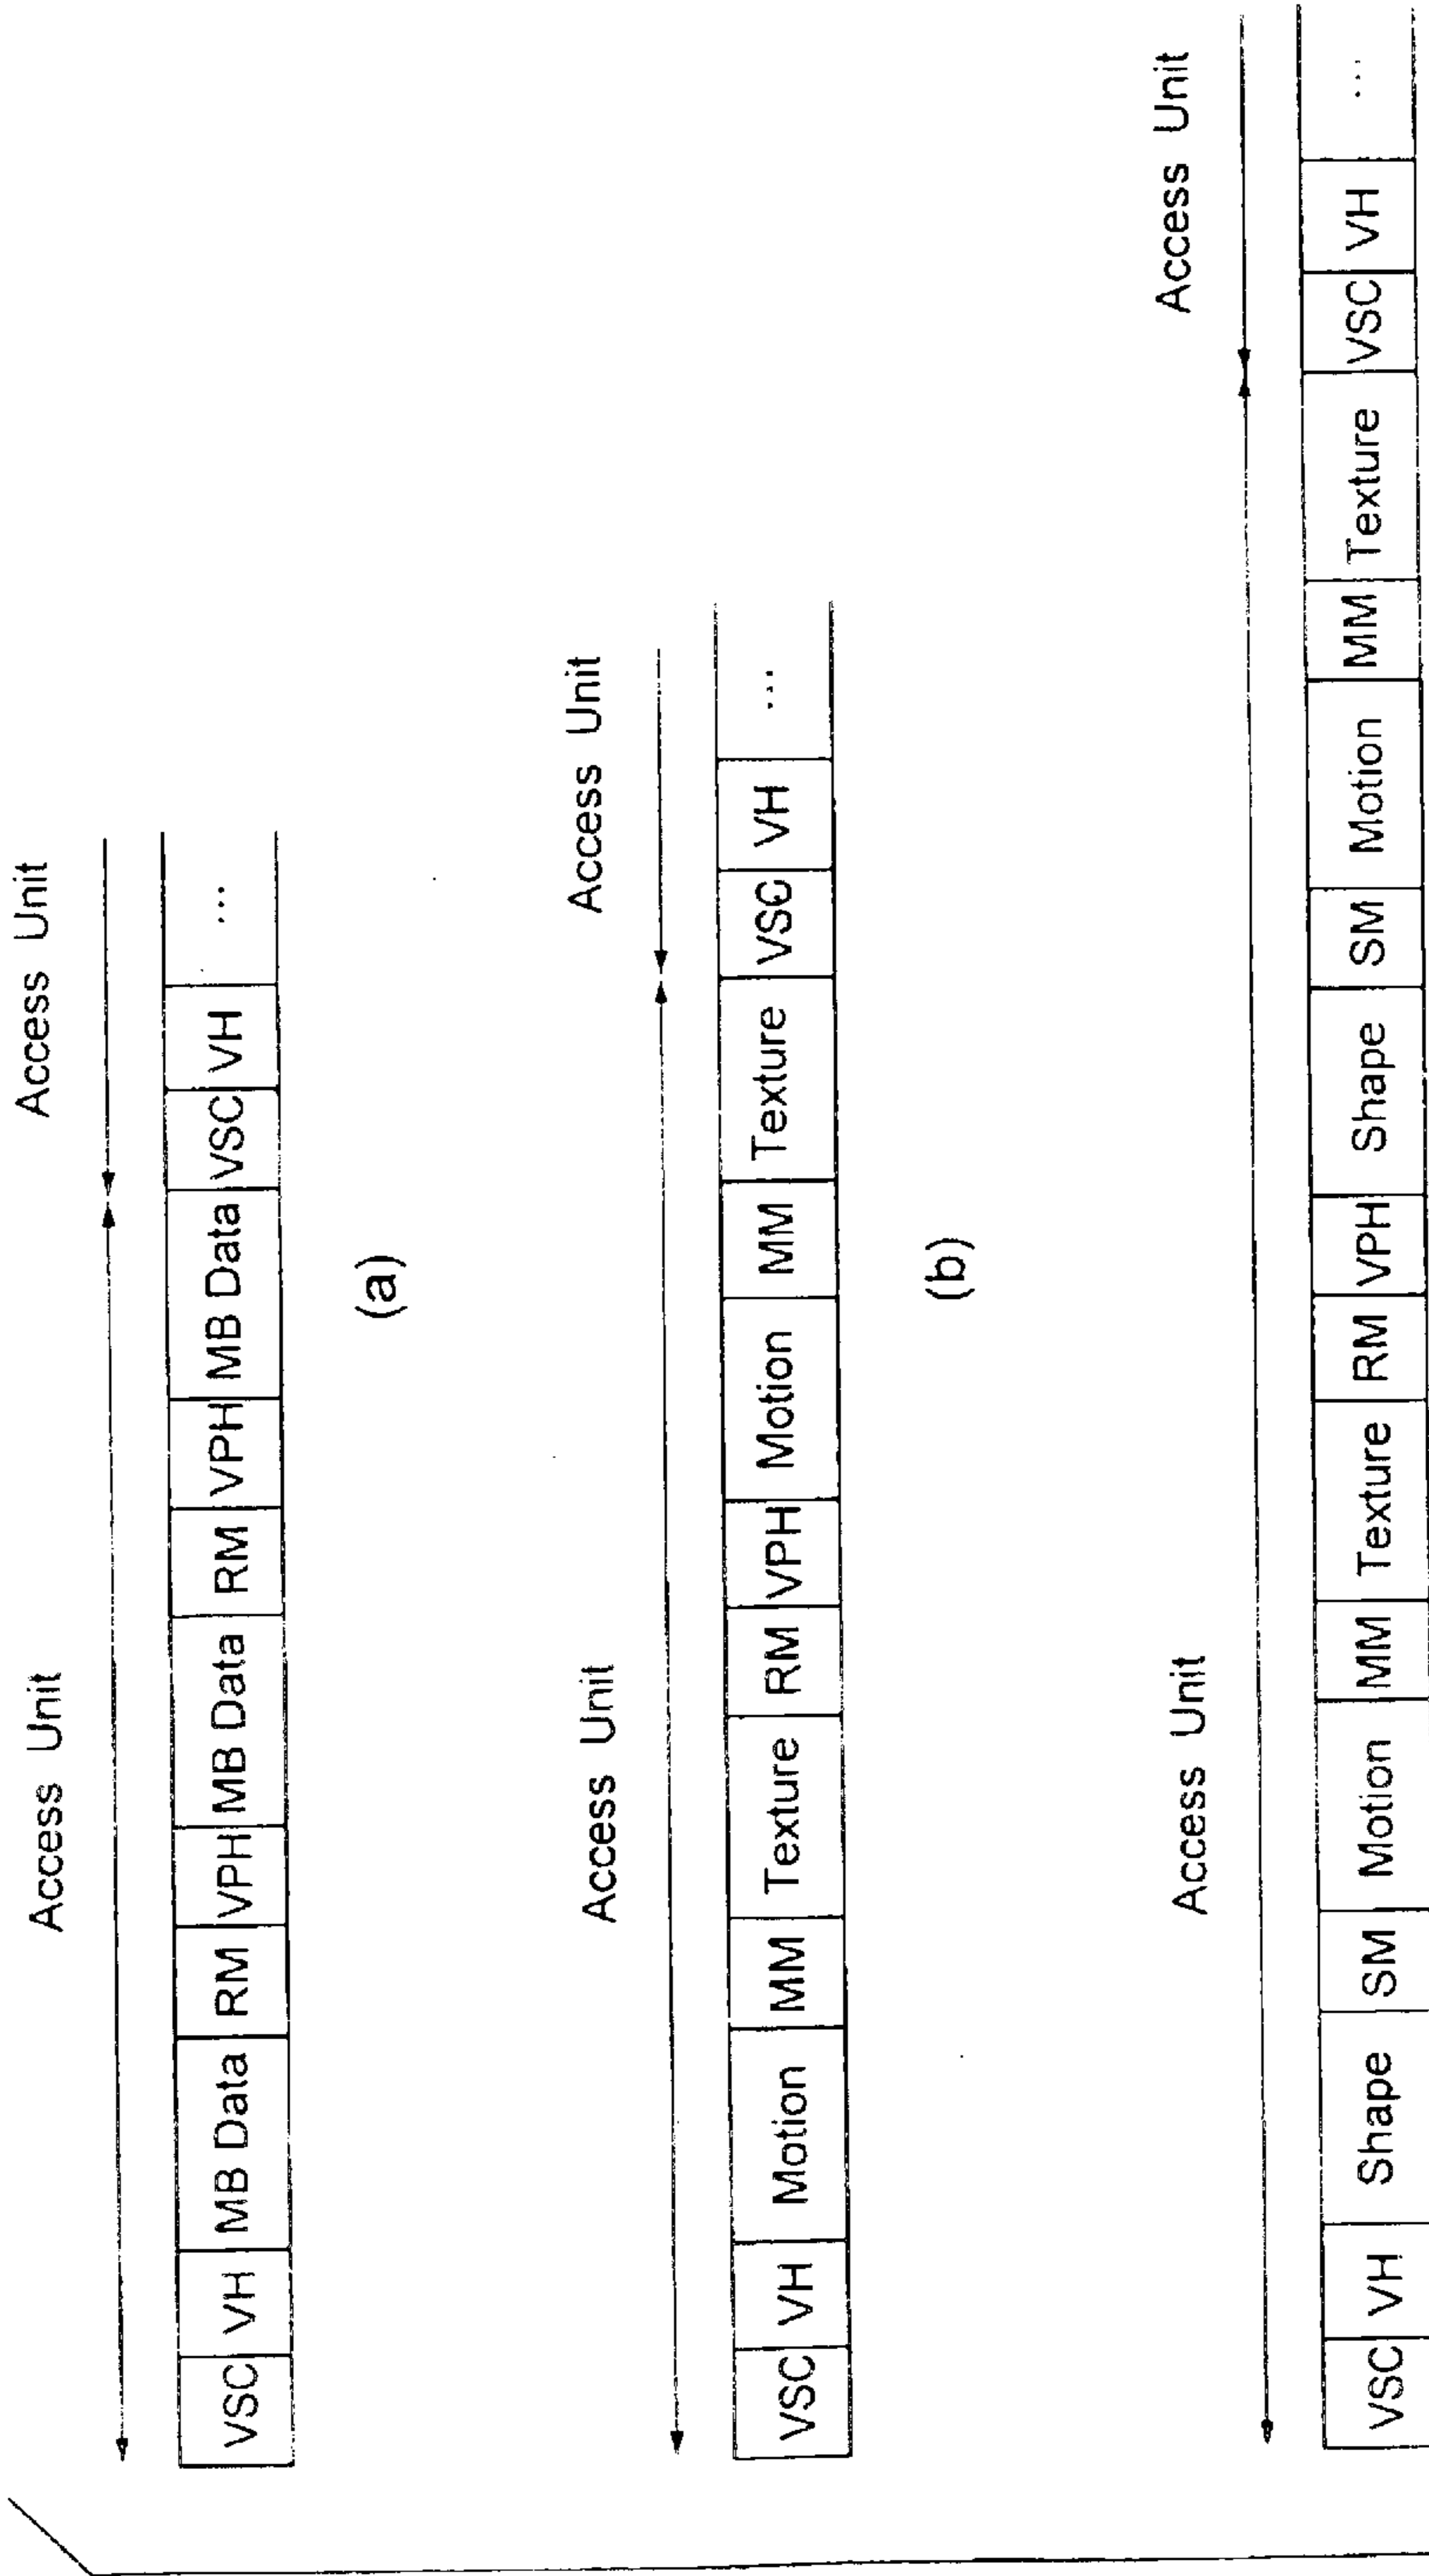 Access Unit Access Unit
VSC VH MB Data RM VPH MB Data RM VPH MB Data VSC VH ...
(a)
Access Unit Access Unit
VSC VH Motion MM Texture RM VPH Motion MM Texture VSC VH ...
(b)
Access Unit Access Unit
VSC VH Shape SM Motion MM Texture RM VPH Shape SM Motion MM Texture VSC VH ...